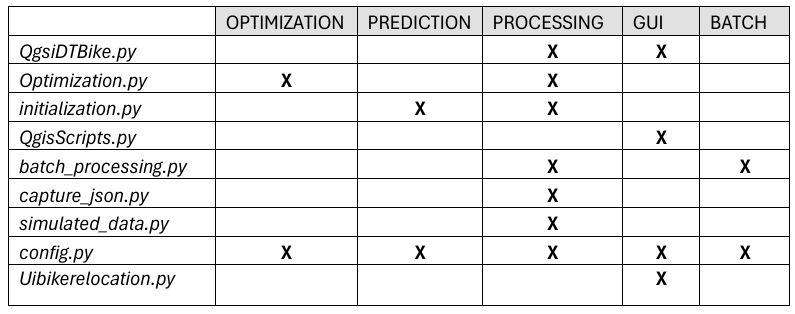 OPTIMIZATION PREDICTION PROCESSING GUI BATCH
QgsiDTBike.py X X
Optimization.py X X
initialization.py X X
QgisScripts.py X
batch_processing.py X X
capture_json.py X
simulated_data.py X
config.py X X X X X
Uibikerelocation.py X